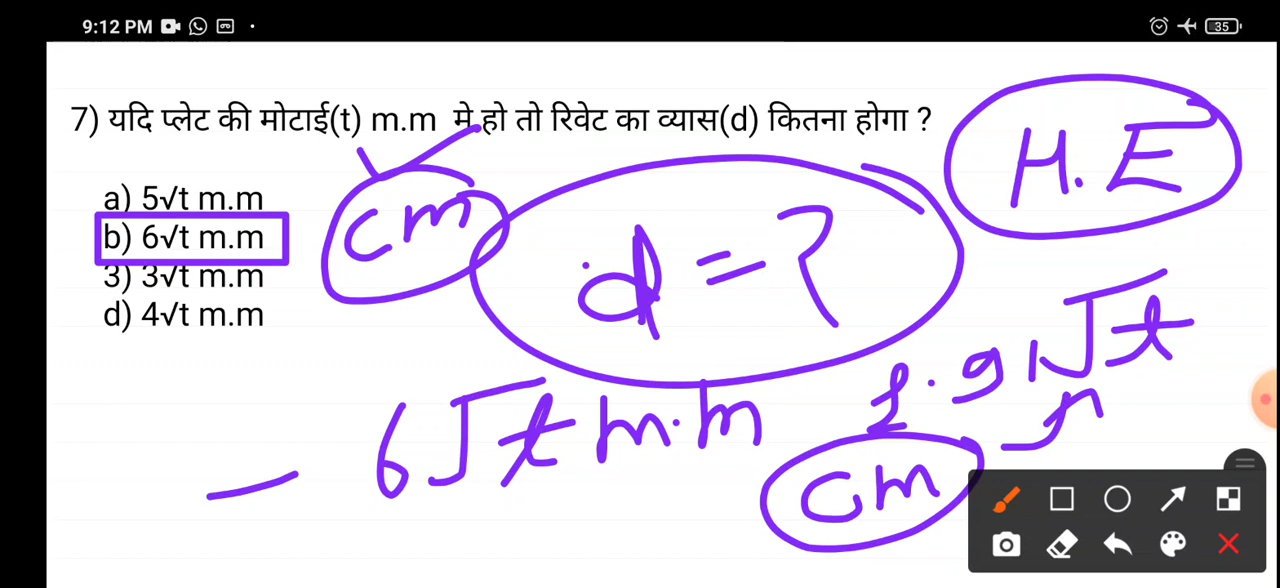 9:12 PM
35
7) यदि प्लेट की मोटाई(t) m.m मे हो तो रिवेट का व्यास(d) कितना होगा ?
H.E
a) 5√t m.m
cm
b) 6√t m.m
d = ?
3) 3√t m.m
d) 4√t m.m
1.91√t
6√t m.m
cm